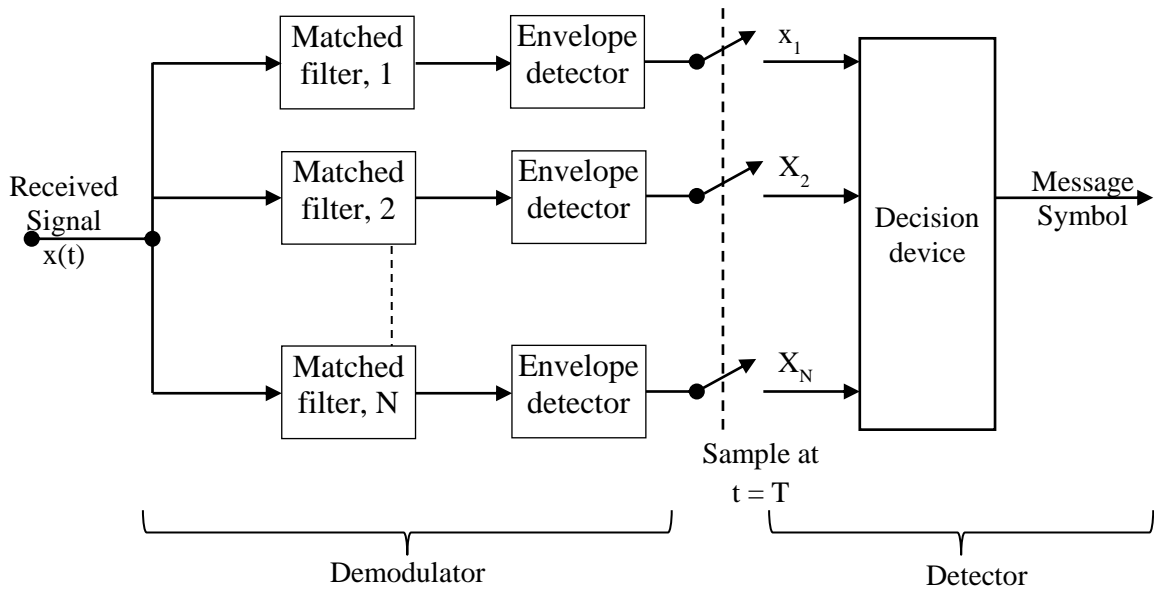 Matched
filter, 1
Envelope
detector
x1
Matched
filter, 2
Envelope
detector
X2
Received
Signal
x(t)
Decision
device
Message
Symbol
Matched
filter, N
Envelope
detector
XN
Sample at
t = T
Demodulator
Detector